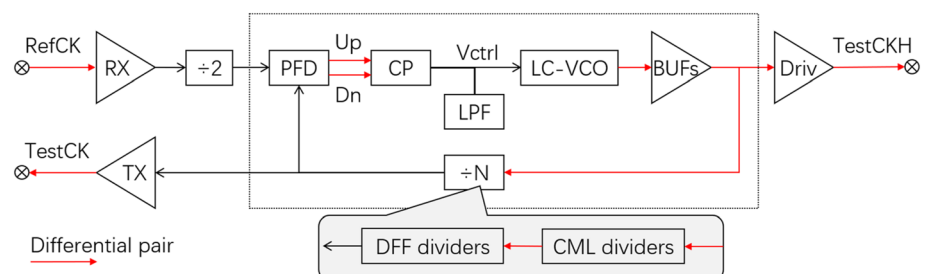 RefCK
RX
÷2
PFD
Up
Dn
CP
Vctrl
LPF
LC-VCO
BUFs
Driv
TestCKH
TestCK
TX
÷N
Differential pair
DFF dividers
CML dividers